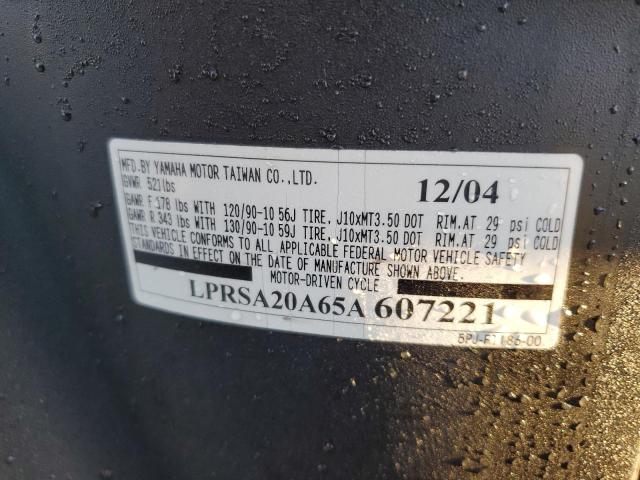 MFD.BY YAMAHA MOTOR TAIWAN CO.,LTD.
12/04
GVWR 521lbs
GAWR F 178 lbs WITH 120/90-10 56J TIRE, J10xMT3.50 DOT RIM.AT 29 psi COLD
GAWR R 343 lbs WITH 130/90-10 59J TIRE, J10xMT3.50 DOT RIM.AT 29 psi COLD
THIS VEHICLE CONFORMS TO ALL APPLICABLE FEDERAL MOTOR VEHICLE SAFETY
STANDARDS IN EFFECT ON THE DATE OF MANUFACTURE SHOWN ABOVE.
MOTOR-DRIVEN CYCLE
LPRSA20A65A607221
5PJ-F1186-00